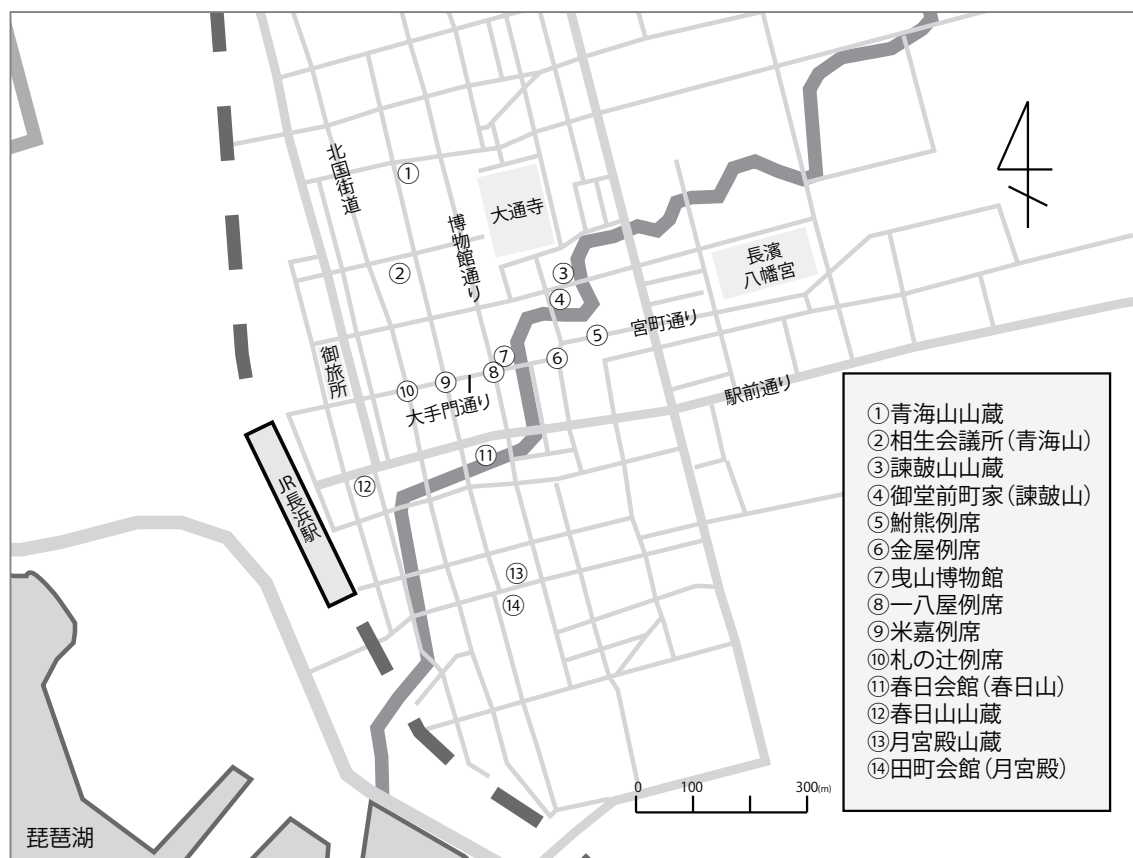 北国街道
①
大通寺
博物館通り
②
③
長濱
八幡宮
④
宮町通り
⑤
⑦
⑥
⑧
御旅所
⑨
⑩
大手門通り
駅前通り
⑪
⑫
JR長浜駅
⑬
⑭
①青海山山蔵
②相生会議所(青海山)
③諫鼓山山蔵
④御堂前町家(諫鼓山)
⑤鮒熊例席
⑥金屋例席
⑦曳山博物館
⑧一八屋例席
⑨米嘉例席
⑩札の辻例席
⑪春日会館(春日山)
⑫春日山山蔵
⑬月宮殿山蔵
⑭田町会館(月宮殿)
0 100 300(m)
琵琶湖